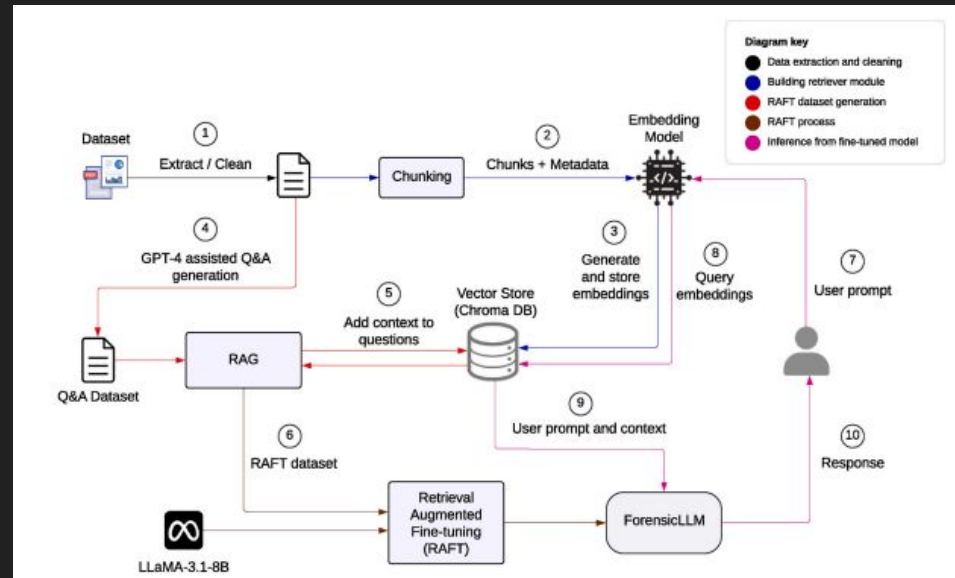 Diagram key
Data extraction and cleaning
Building retriever module
RAFT dataset generation
RAFT process
Inference from fine-tuned model
Dataset
1
Extract / Clean
Chunking
2
Chunks + Metadata
Embedding
Model
4
GPT-4 assisted Q&A
generation
3
Generate
and store
embeddings
8
Query
embeddings
7
User prompt
5
Add context to
questions
Vector Store
(Chroma DB)
Q&A Dataset
RAG
9
User prompt and context
6
RAFT dataset
10
Response
Retrieval
Augmented
Fine-tuning
(RAFT)
ForensicLLM
LLaMA-3.1-8B